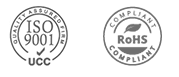 QUALITY ASSURED FIRM
ISO
9001
UCC
COMPLIANT
RoHS
COMPLIANT